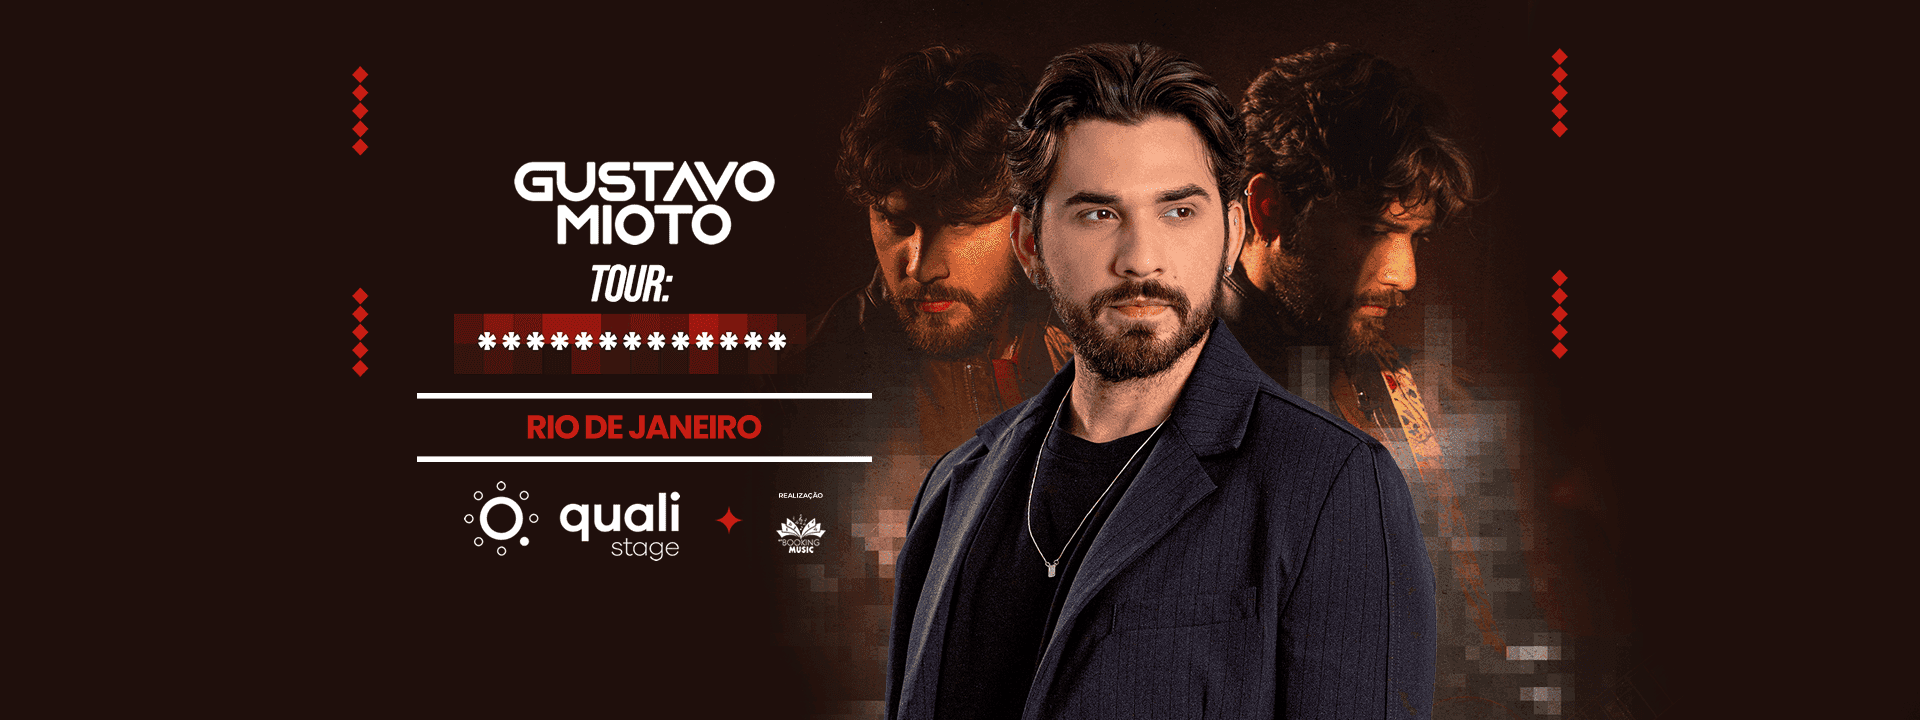 GUSTAVO
MIOTO
TOUR:
*************
RIO DE JANEIRO
quali
stage
REALIZAÇÃO
BOOKING
MUSIC